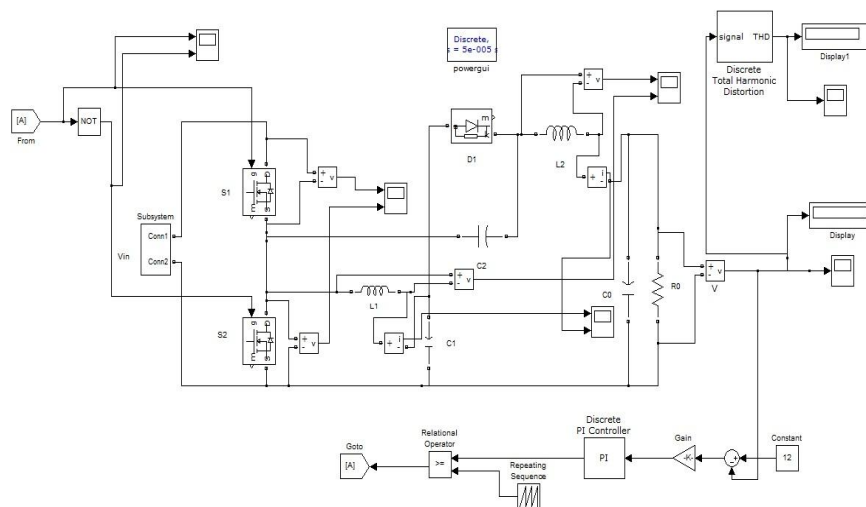 Discrete,
s = 5e-005 s
powergui
signal
THD
Discrete
Total Harmonic
Distortion
Display1
[A]
From
NOT
D1
m
k
+
-
v
L2
+
-
i
S1
g
+
-
v
Subsystem
Conn1
Conn2
Vin
C2
+
-
v
Display
+
-
v
V
R0
C0
L1
S2
g
+
-
v
+
-
i
C1
Discrete
PI Controller
Goto
Relational
Operator
Gain
Constant
[A]
>=
PI
-K-
12
Repeating
Sequence